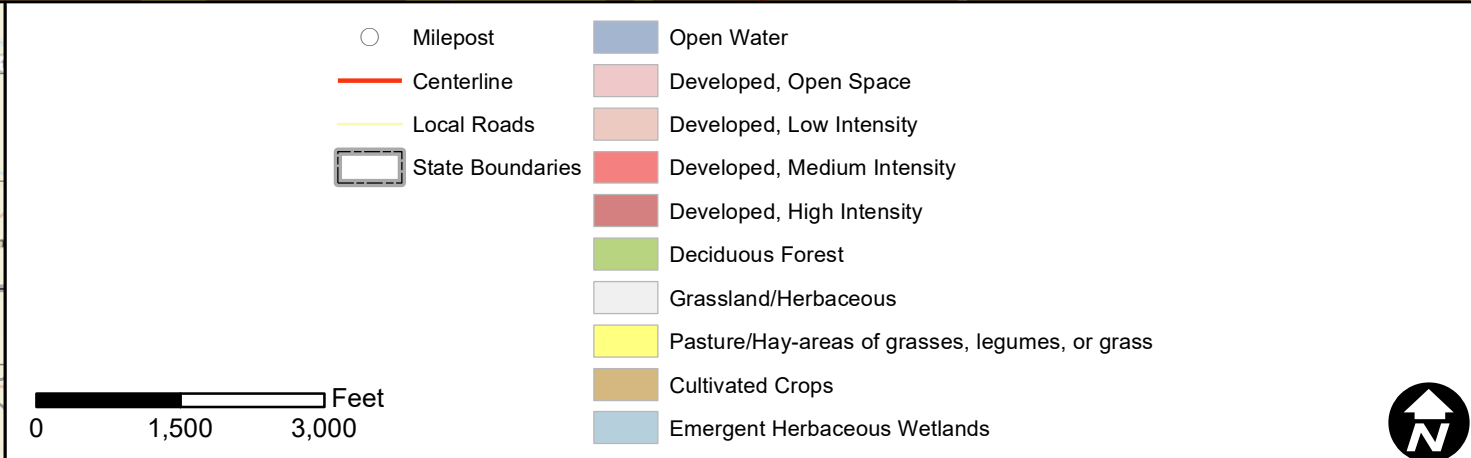 Milepost
Centerline
Local Roads
State Boundaries
Open Water
Developed, Open Space
Developed, Low Intensity
Developed, Medium Intensity
Developed, High Intensity
Deciduous Forest
Grassland/Herbaceous
Pasture/Hay-areas of grasses, legumes, or grass
Cultivated Crops
Emergent Herbaceous Wetlands
Feet
0 1,500 3,000
N